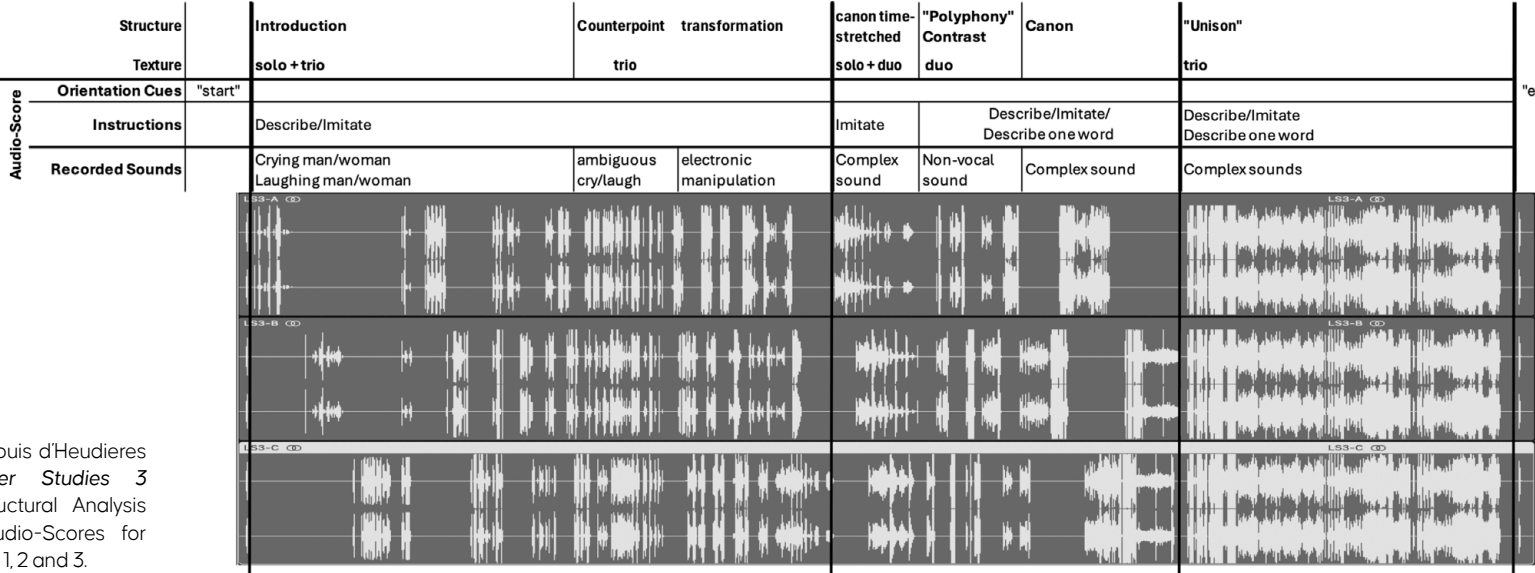 Structure Introduction Counterpoint transformation canon time-stretched "Polyphony" Contrast Canon "Unison"
Texture solo + trio trio solo + duo duo trio
Audio-Score
Orientation Cues "start" "e
Instructions Describe/Imitate Imitate Describe/Imitate/ Describe one word Describe/Imitate Describe one word
Recorded Sounds Crying man/woman Laughing man/woman ambiguous cry/laugh electronic manipulation Complex sound Non-vocal sound Complex sound Complex sounds
LS3-A LS3-A
LS3-B LS3-B
LS3-C LS3-C
ouis d'Heudieres
er Studies 3
uctural Analysis
udio-Scores for
1, 2 and 3.